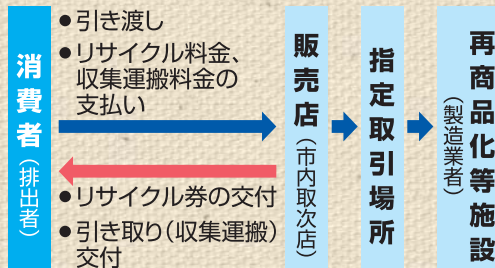 消費者（排出者）
●引き渡し
●リサイクル料金、
収集運搬料金の
支払い
●リサイクル券の交付
●引き取り（収集運搬）
交付
販売店（市内取次店）
指定取引場所
再商品化等施設
（製造業者）